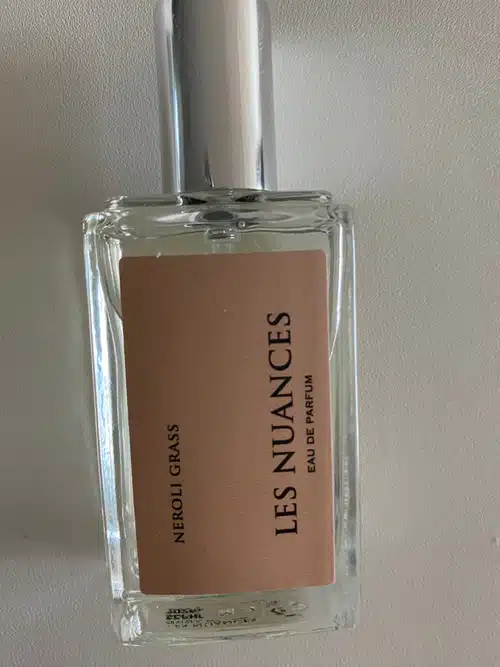 LES NUANCES
EAU DE PARFUM
NEROLI GRASS